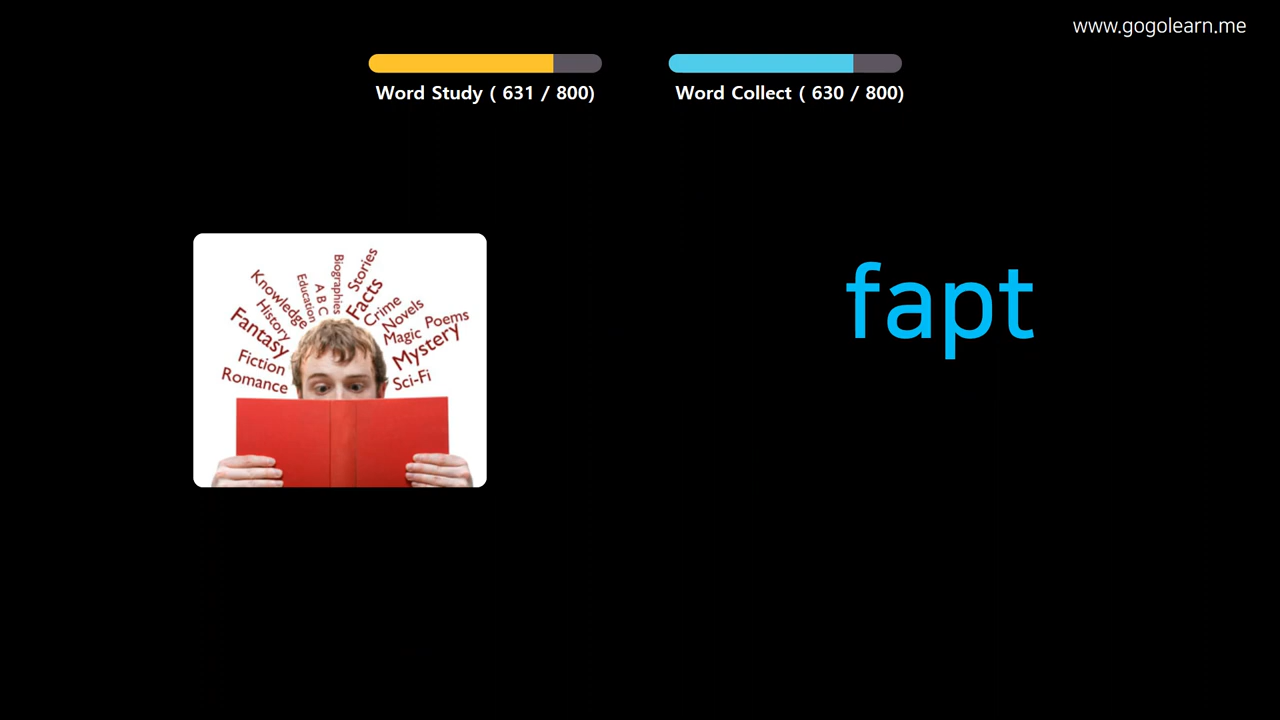 www.gogolearn.me
Word Study ( 631 / 800)
Word Collect ( 630 / 800)
fapt
Knowledge
History
Fantasy
Fiction
Romance
Education
A B C
Biographies
Stories
Facts
Crime
Novels
Magic
Poems
Mystery
Sci-Fi